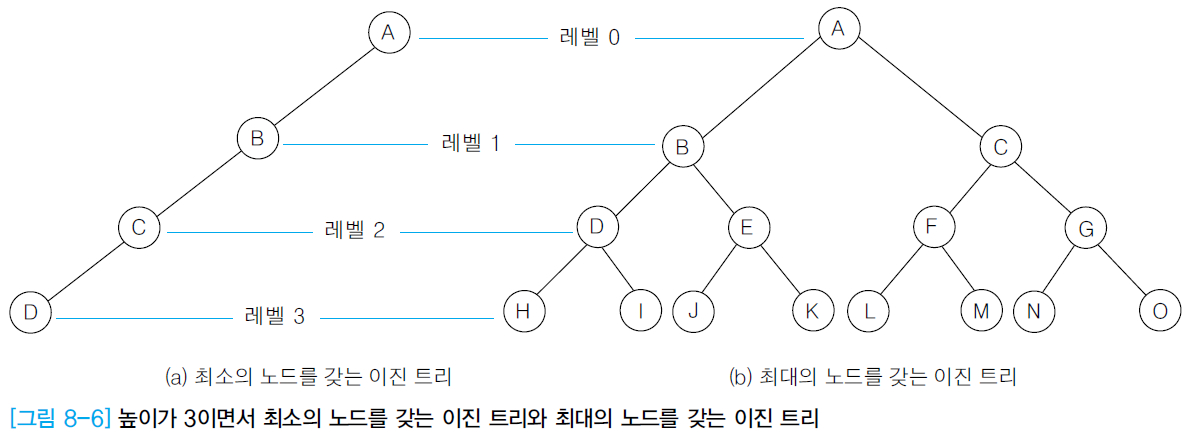 A 레벨 0 A
B 레벨 1 B C
C 레벨 2 D E F G
D 레벨 3 H I J K L M N O
(a) 최소의 노드를 갖는 이진 트리 (b) 최대의 노드를 갖는 이진 트리
[그림 8-6] 높이가 3이면서 최소의 노드를 갖는 이진 트리와 최대의 노드를 갖는 이진 트리